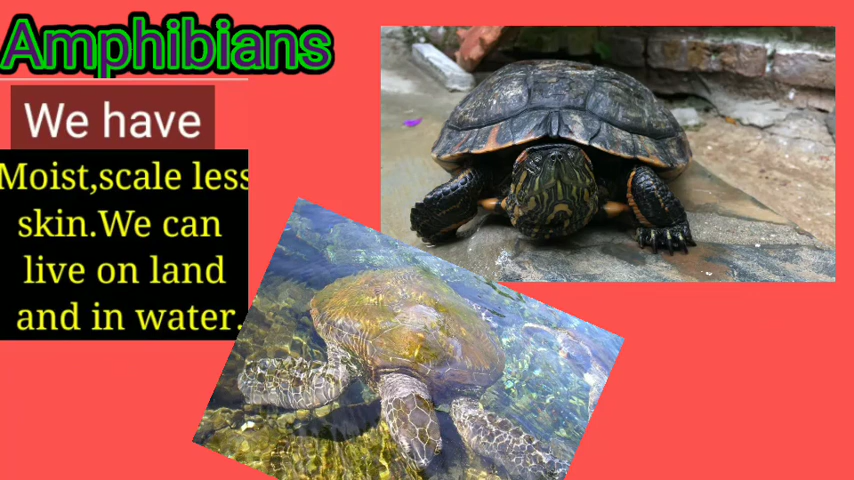 Amphibians
We have
Moist,scale less
skin.We can
live on land
and in water.